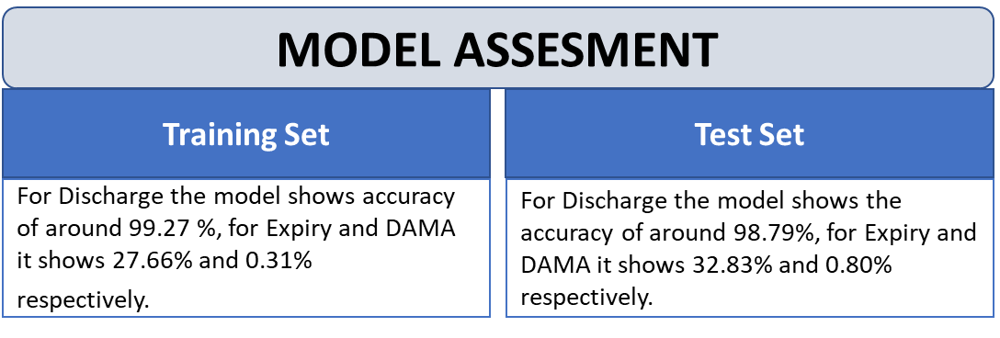 MODEL ASSESMENT
Training Set
Test Set
For Discharge the model shows accuracy
of around 99.27 %, for Expiry and DAMA
it shows 27.66% and 0.31%
respectively.
For Discharge the model shows the
accuracy of around 98.79%, for Expiry and
DAMA it shows 32.83% and 0.80%
respectively.